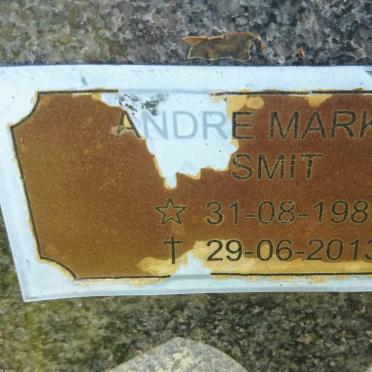 ANDRE MARK
SMIT
☆ 31-08-198
† 29-06-2013